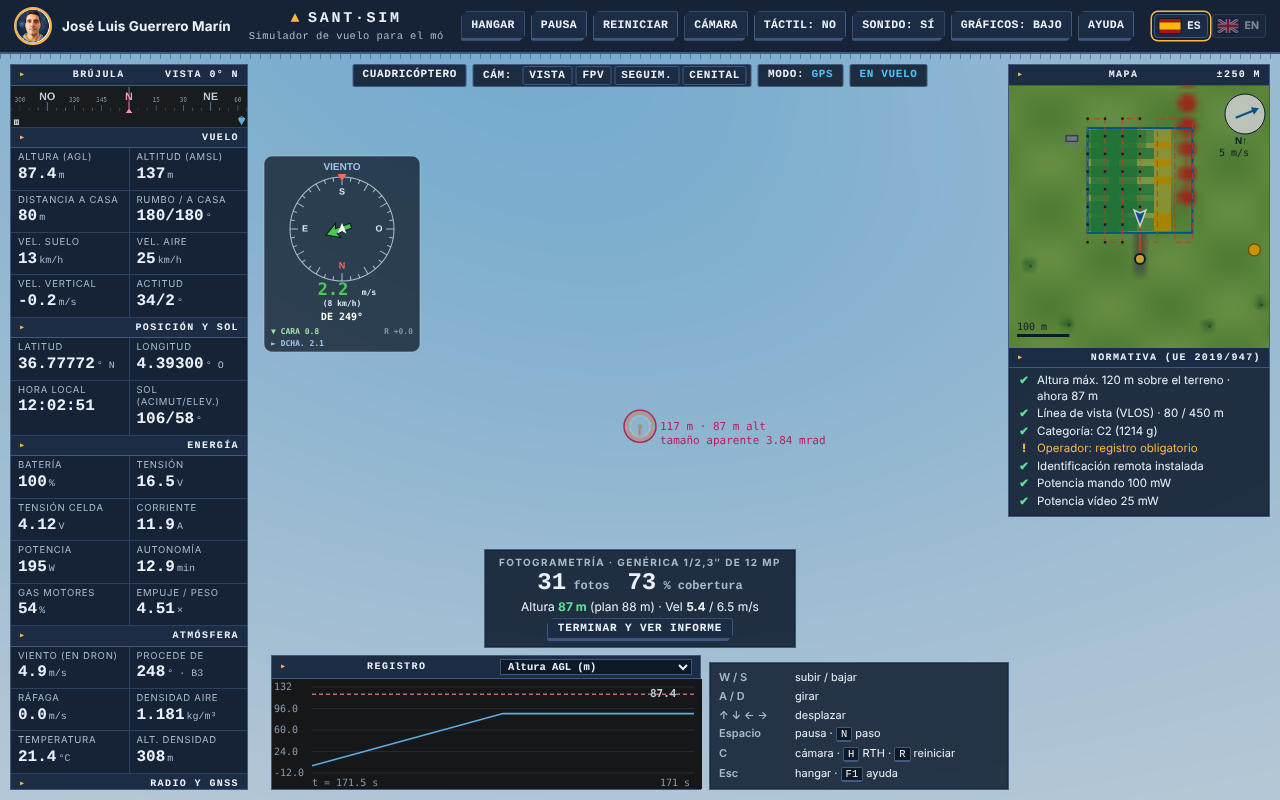 José Luis Guerrero Marín
▲ SANT·SIM
Simulador de vuelo para el mó
HANGAR
PAUSA
REINICIAR
CÁMARA
TÁCTIL: NO
SONIDO: SÍ
GRÁFICOS: BAJO
AYUDA
ES
EN
BRÚJULA VISTA 0° N
300 NO 330 345 N 15 30 NE 60
VUELO
ALTURA (AGL) ALTITUD (AMSL)
87.4 m 137 m
DISTANCIA A CASA RUMBO / A CASA
80 m 180/180 °
VEL. SUELO VEL. AIRE
13 km/h 25 km/h
VEL. VERTICAL ACTITUD
-0.2 m/s 34/2 °
POSICIÓN Y SOL
LATITUD LONGITUD
36.77772 ° N 4.39300 ° O
HORA LOCAL SOL (ACIMUT/ELEV.)
12:02:51 106/58 °
ENERGÍA
BATERÍA TENSIÓN
100 % 16.5 V
TENSIÓN CELDA CORRIENTE
4.12 V 11.9 A
POTENCIA AUTONOMÍA
195 W 12.9 min
GAS MOTORES EMPUJE / PESO
54 % 4.51 ×
ATMÓSFERA
VIENTO (EN DRON) PROCEDE DE
4.9 m/s 248 ° · B3
RÁFAGA DENSIDAD AIRE
0.0 m/s 1.181 kg/m³
TEMPERATURA ALT. DENSIDAD
21.4 °C 308 m
RADIO Y GNSS
CUADRICÓPTERO
CÁM: VISTA FPV SEGUIM. CENITAL
MODO: GPS
EN VUELO
VIENTO
S
E O
N
2.2 m/s
(8 km/h)
DE 249°
▼ CARA 0.8 R +0.0
► DCHA. 2.1
117 m · 87 m alt
tamaño aparente 3.84 mrad
FOTOGRAMETRÍA · GENÉRICA 1/2,3″ DE 12 MP
31 fotos 73 % cobertura
Altura 87 m (plan 88 m) · Vel 5.4 / 6.5 m/s
TERMINAR Y VER INFORME
REGISTRO Altura AGL (m)
132
87.4
96.0
60.0
24.0
-12.0
t = 171.5 s 171 s
W / S subir / bajar
A / D girar
↑ ↓ ← → desplazar
Espacio pausa · N paso
C cámara · H RTH · R reiniciar
Esc hangar · F1 ayuda
MAPA ±250 M
N↑
5 m/s
100 m
NORMATIVA (UE 2019/947)
✔ Altura máx. 120 m sobre el terreno ·
ahora 87 m
✔ Línea de vista (VLOS) · 80 / 450 m
✔ Categoría: C2 (1214 g)
! Operador: registro obligatorio
✔ Identificación remota instalada
✔ Potencia mando 100 mW
✔ Potencia vídeo 25 mW